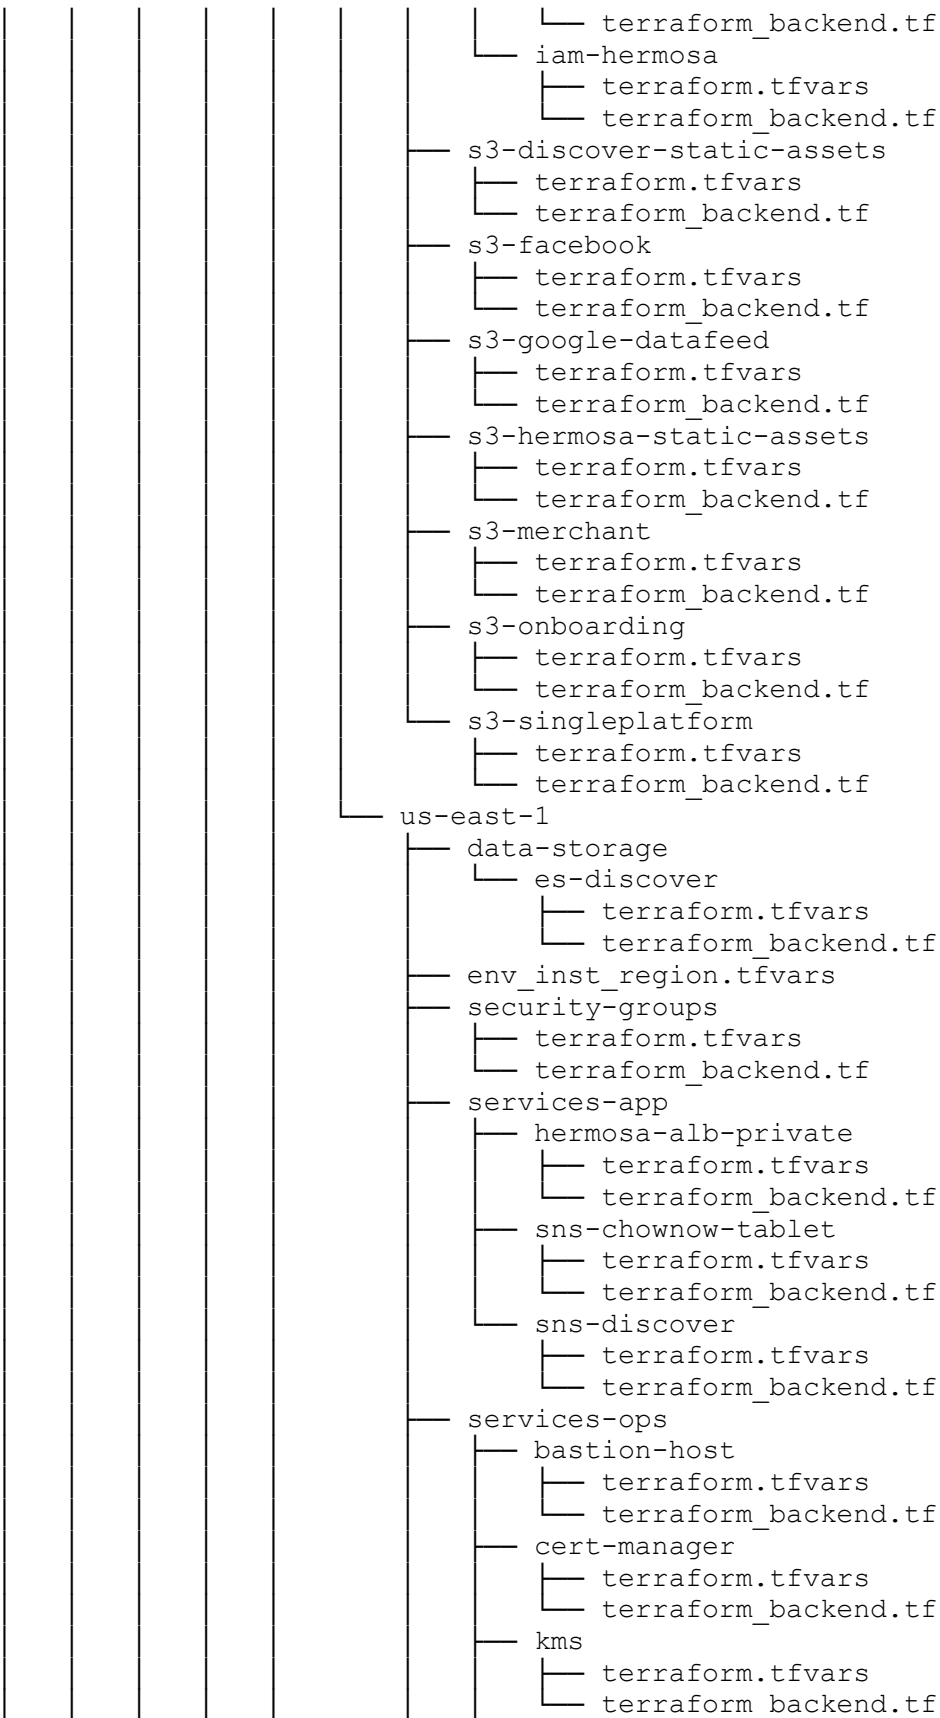 │   │   │   │   │   │   │   │   └── terraform_backend.tf
│   │   │   │   │   │   │   └── iam-hermosa
│   │   │   │   │   │   │       ├── terraform.tfvars
│   │   │   │   │   │   │       └── terraform_backend.tf
│   │   │   │   │   │   ├── s3-discover-static-assets
│   │   │   │   │   │   │   ├── terraform.tfvars
│   │   │   │   │   │   │   └── terraform_backend.tf
│   │   │   │   │   │   ├── s3-facebook
│   │   │   │   │   │   │   ├── terraform.tfvars
│   │   │   │   │   │   │   └── terraform_backend.tf
│   │   │   │   │   │   ├── s3-google-datafeed
│   │   │   │   │   │   │   ├── terraform.tfvars
│   │   │   │   │   │   │   └── terraform_backend.tf
│   │   │   │   │   │   ├── s3-hermosa-static-assets
│   │   │   │   │   │   │   ├── terraform.tfvars
│   │   │   │   │   │   │   └── terraform_backend.tf
│   │   │   │   │   │   ├── s3-merchant
│   │   │   │   │   │   │   ├── terraform.tfvars
│   │   │   │   │   │   │   └── terraform_backend.tf
│   │   │   │   │   │   ├── s3-onboarding
│   │   │   │   │   │   │   ├── terraform.tfvars
│   │   │   │   │   │   │   └── terraform_backend.tf
│   │   │   │   │   │   └── s3-singleplatform
│   │   │   │   │   │       ├── terraform.tfvars
│   │   │   │   │   │       └── terraform_backend.tf
│   │   │   │   │   └── us-east-1
│   │   │   │   │       ├── data-storage
│   │   │   │   │       │   └── es-discover
│   │   │   │   │       │       ├── terraform.tfvars
│   │   │   │   │       │       └── terraform_backend.tf
│   │   │   │   │       ├── env_inst_region.tfvars
│   │   │   │   │       ├── security-groups
│   │   │   │   │       │   ├── terraform.tfvars
│   │   │   │   │       │   └── terraform_backend.tf
│   │   │   │   │       ├── services-app
│   │   │   │   │       │   ├── hermosa-alb-private
│   │   │   │   │       │   │   ├── terraform.tfvars
│   │   │   │   │       │   │   └── terraform_backend.tf
│   │   │   │   │       │   ├── sns-chownow-tablet
│   │   │   │   │       │   │   ├── terraform.tfvars
│   │   │   │   │       │   │   └── terraform_backend.tf
│   │   │   │   │       │   └── sns-discover
│   │   │   │   │       │       ├── terraform.tfvars
│   │   │   │   │       │       └── terraform_backend.tf
│   │   │   │   │       ├── services-ops
│   │   │   │   │       │   ├── bastion-host
│   │   │   │   │       │   │   ├── terraform.tfvars
│   │   │   │   │       │   │   └── terraform_backend.tf
│   │   │   │   │       │   ├── cert-manager
│   │   │   │   │       │   │   ├── terraform.tfvars
│   │   │   │   │       │   │   └── terraform_backend.tf
│   │   │   │   │       │   ├── kms
│   │   │   │   │       │   │   ├── terraform.tfvars
│   │   │   │   │       │   │   └── terraform_backend.tf